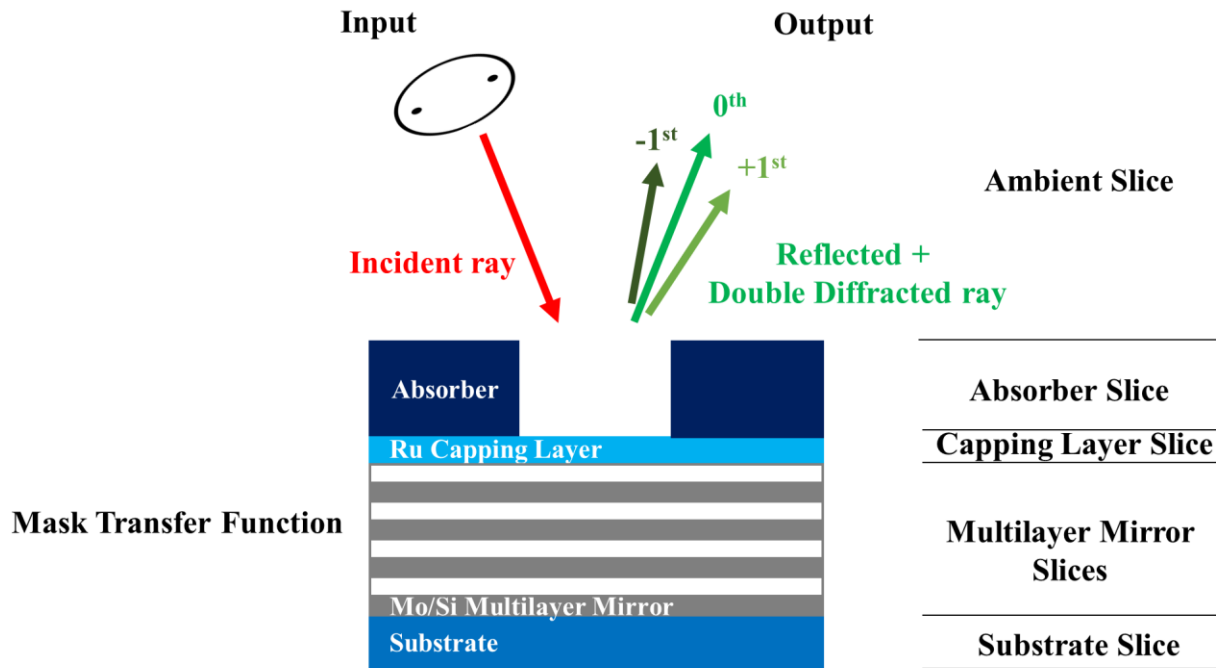 Input
Output
0th
-1st
+1st
Ambient Slice
Incident ray
Reflected +
Double Diffracted ray
Absorber
Absorber Slice
Ru Capping Layer
Capping Layer Slice
Mask Transfer Function
Multilayer Mirror
Slices
Mo/Si Multilayer Mirror
Substrate
Substrate Slice